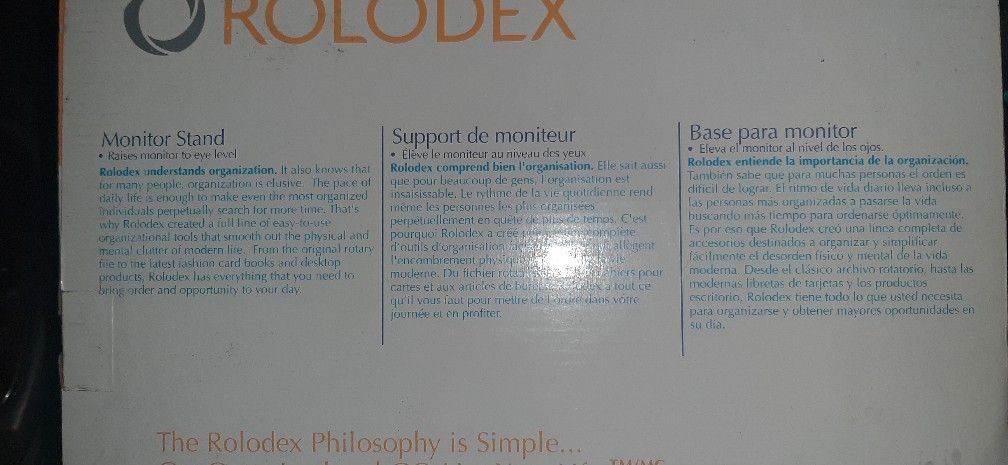 ROLODEX
Monitor Stand
• Raises monitor to eye level
Rolodex understands organization. It also knows that
for many people, organization is elusive. The pace of
daily life is enough to make even the most organized
individuals perpetually search for more time. That's
why Rolodex created a full line of easy-to-use
organizational tools that smooth out the physical and
mental clutter of modern life. From the original rotary
file to the latest fashion card books and desktop
products, Rolodex has everything that you need to
bring order and opportunity to your day.
Support de moniteur
• Élève le moniteur au niveau des yeux
Rolodex comprend bien l'organisation. Elle sait aussi
que pour beaucoup de gens, l'organisation est
insaisissable. Le rythme de la vie quotidienne rend
même les personnes les plus organisées
perpétuellement en quête de plus de temps. C'est
pourquoi Rolodex a créé complète
d'outils d'organisation allègent
l'encombrement vie
moderne. Du fichier pour
cartes et aux articles de a tout ce
qu'il vous faut pour mettre de l'ordre dans votre
journée et en profiter.
Base para monitor
• Eleva el monitor al nivel de los ojos.
Rolodex entiende la importancia de la organización.
También sabe que para muchas personas el orden es
difícil de lograr. El ritmo de vida diario lleva incluso a
las personas más organizadas a pasarse la vida
buscando más tiempo para ordenarse óptimamente.
Es por eso que Rolodex creó una línea completa de
accesorios destinados a organizar y simplificar
fácilmente el desorden físico y mental de la vida
moderna. Desde el clásico archivo rotatorio, hasta las
modernas libretas de tarjetas y los productos
escritorio, Rolodex tiene todo lo que usted necesita
para organizarse y obtener mayores oportunidades en
su día.
The Rolodex Philosophy is Simple...